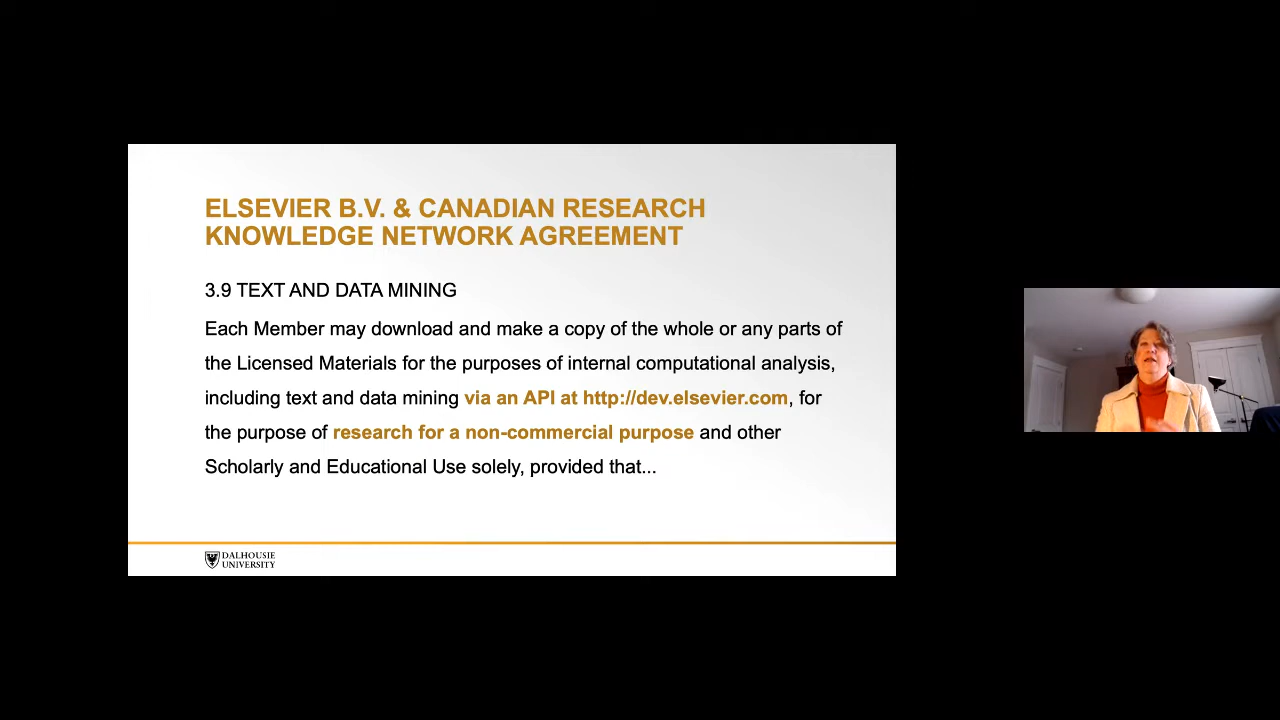 ELSEVIER B.V. & CANADIAN RESEARCH
KNOWLEDGE NETWORK AGREEMENT
3.9 TEXT AND DATA MINING
Each Member may download and make a copy of the whole or any parts of
the Licensed Materials for the purposes of internal computational analysis,
including text and data mining via an API at http://dev.elsevier.com, for
the purpose of research for a non-commercial purpose and other
Scholarly and Educational Use solely, provided that...
DALHOUSIE
UNIVERSITY